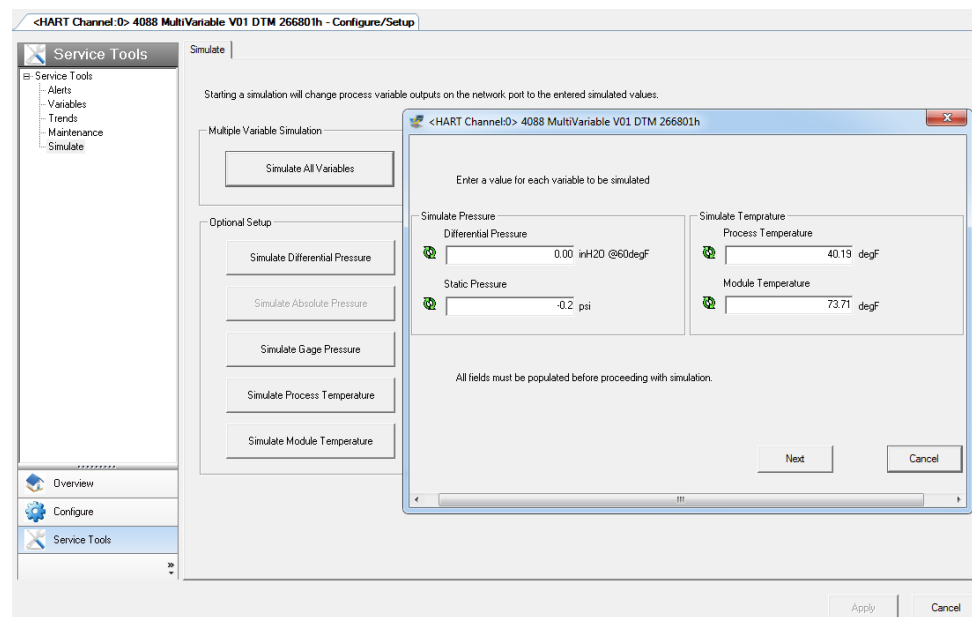 <HART Channel:0> 4088 MultiVariable V01 DTM 266801h - Configure/Setup
Service Tools
Service Tools
Alerts
Variables
Trends
Maintenance
Simulate
Overview
Configure
Service Tools
Simulate
Starting a simulation will change process variable outputs on the network port to the entered simulated values.
Multiple Variable Simulation
Simulate All Variables
Optional Setup
Simulate Differential Pressure
Simulate Absolute Pressure
Simulate Gage Pressure
Simulate Process Temperature
Simulate Module Temperature
<HART Channel:0> 4088 MultiVariable V01 DTM 266801h
Enter a value for each variable to be simulated
Simulate Pressure
Differential Pressure
0.00 inH2O @60degF
Static Pressure
-0.2 psi
Simulate Temprature
Process Temperature
40.19 degF
Module Temperature
73.71 degF
All fields must be populated before proceeding with simulation.
Next Cancel
Apply Cancel